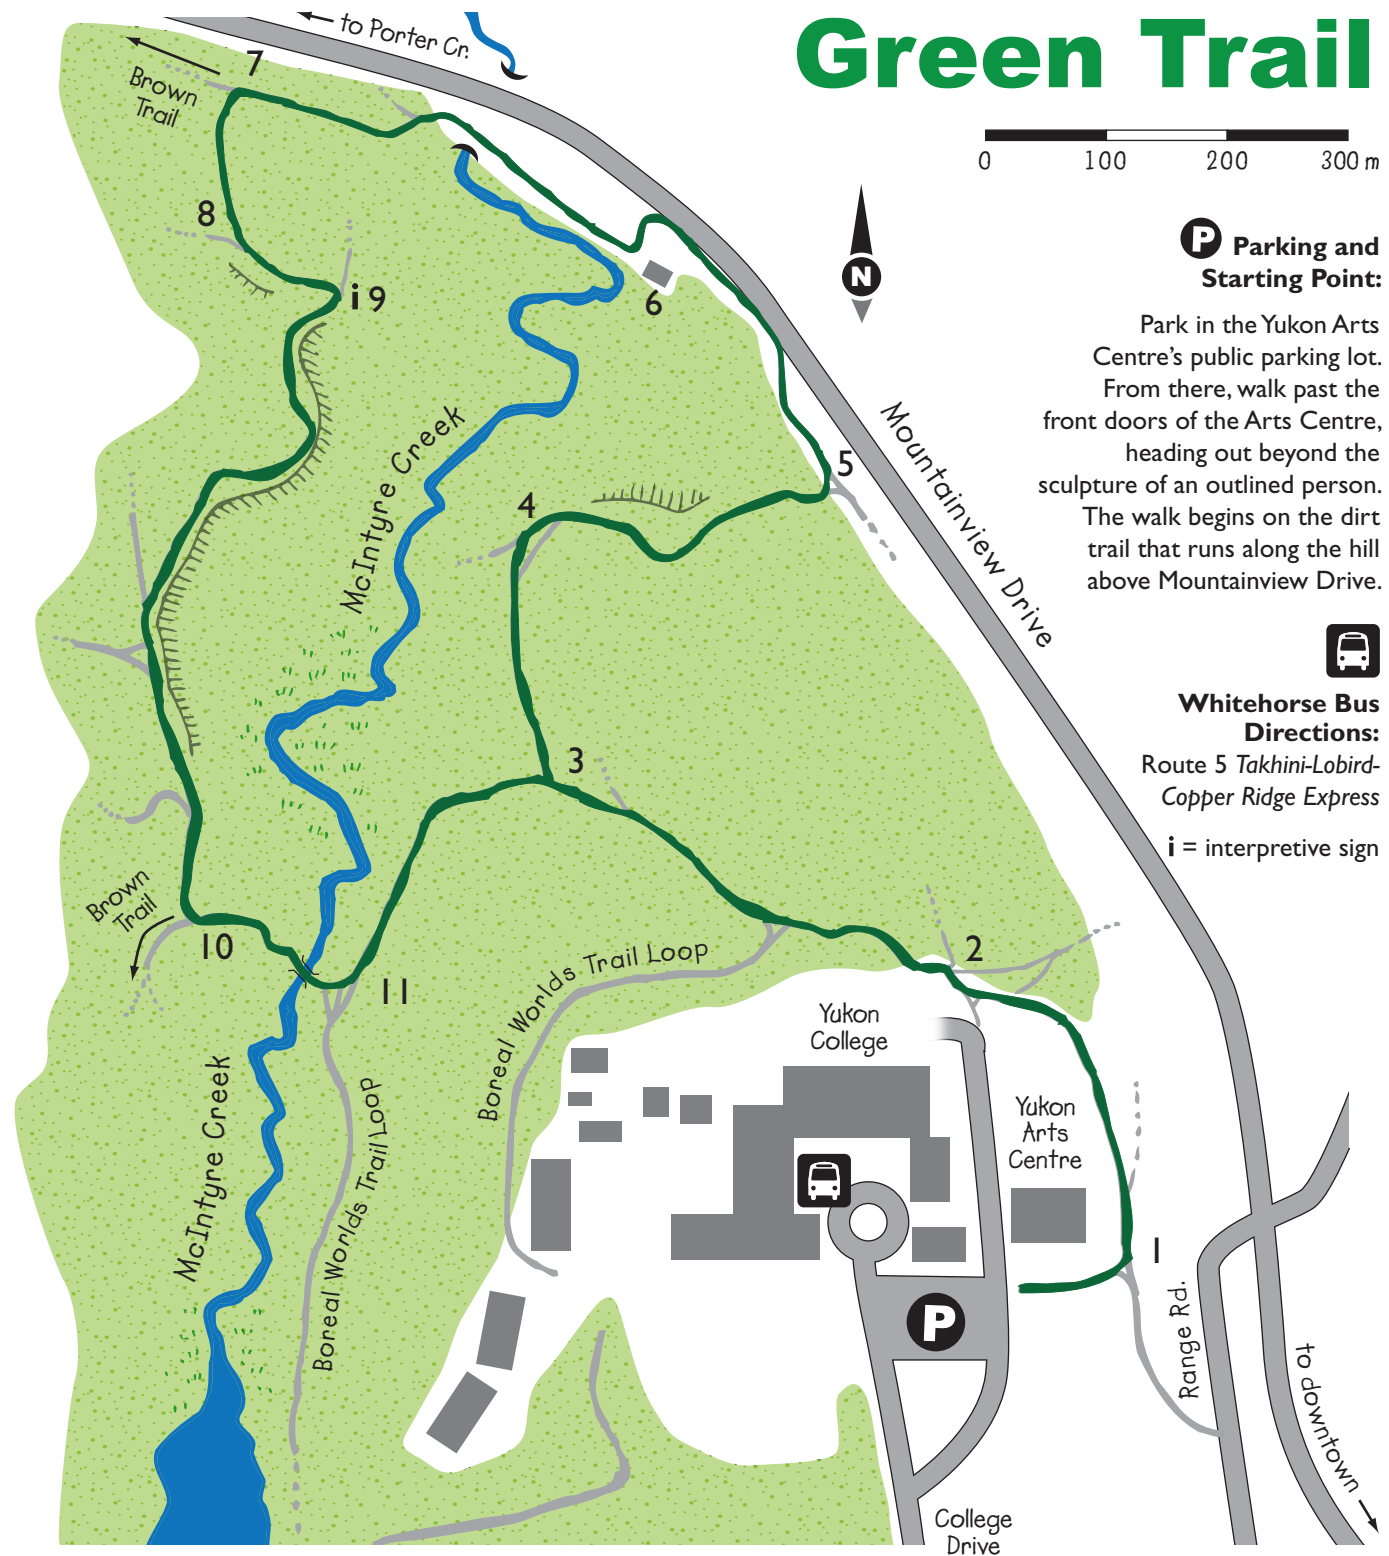 Green Trail
to Porter Cr.
7
Brown
Trail
0 100 200 300 m
8
N
P Parking and
Starting Point:
i 9
6
Park in the Yukon Arts
Centre's public parking lot.
From there, walk past the
front doors of the Arts Centre,
heading out beyond the
sculpture of an outlined person.
The walk begins on the dirt
trail that runs along the hill
above Mountainview Drive.
McIntyre Creek
Mountainview Drive
5
4
Whitehorse Bus
Directions:
Route 5 Takhini-Lobird-
Copper Ridge Express
i = interpretive sign
3
Brown
Trail
10
11
2
Boreal Worlds Trail Loop
Yukon
College
McIntyre Creek
Boreal Worlds Trail Loop
Yukon
Arts
Centre
1
Range Rd.
P
to downtown
College
Drive